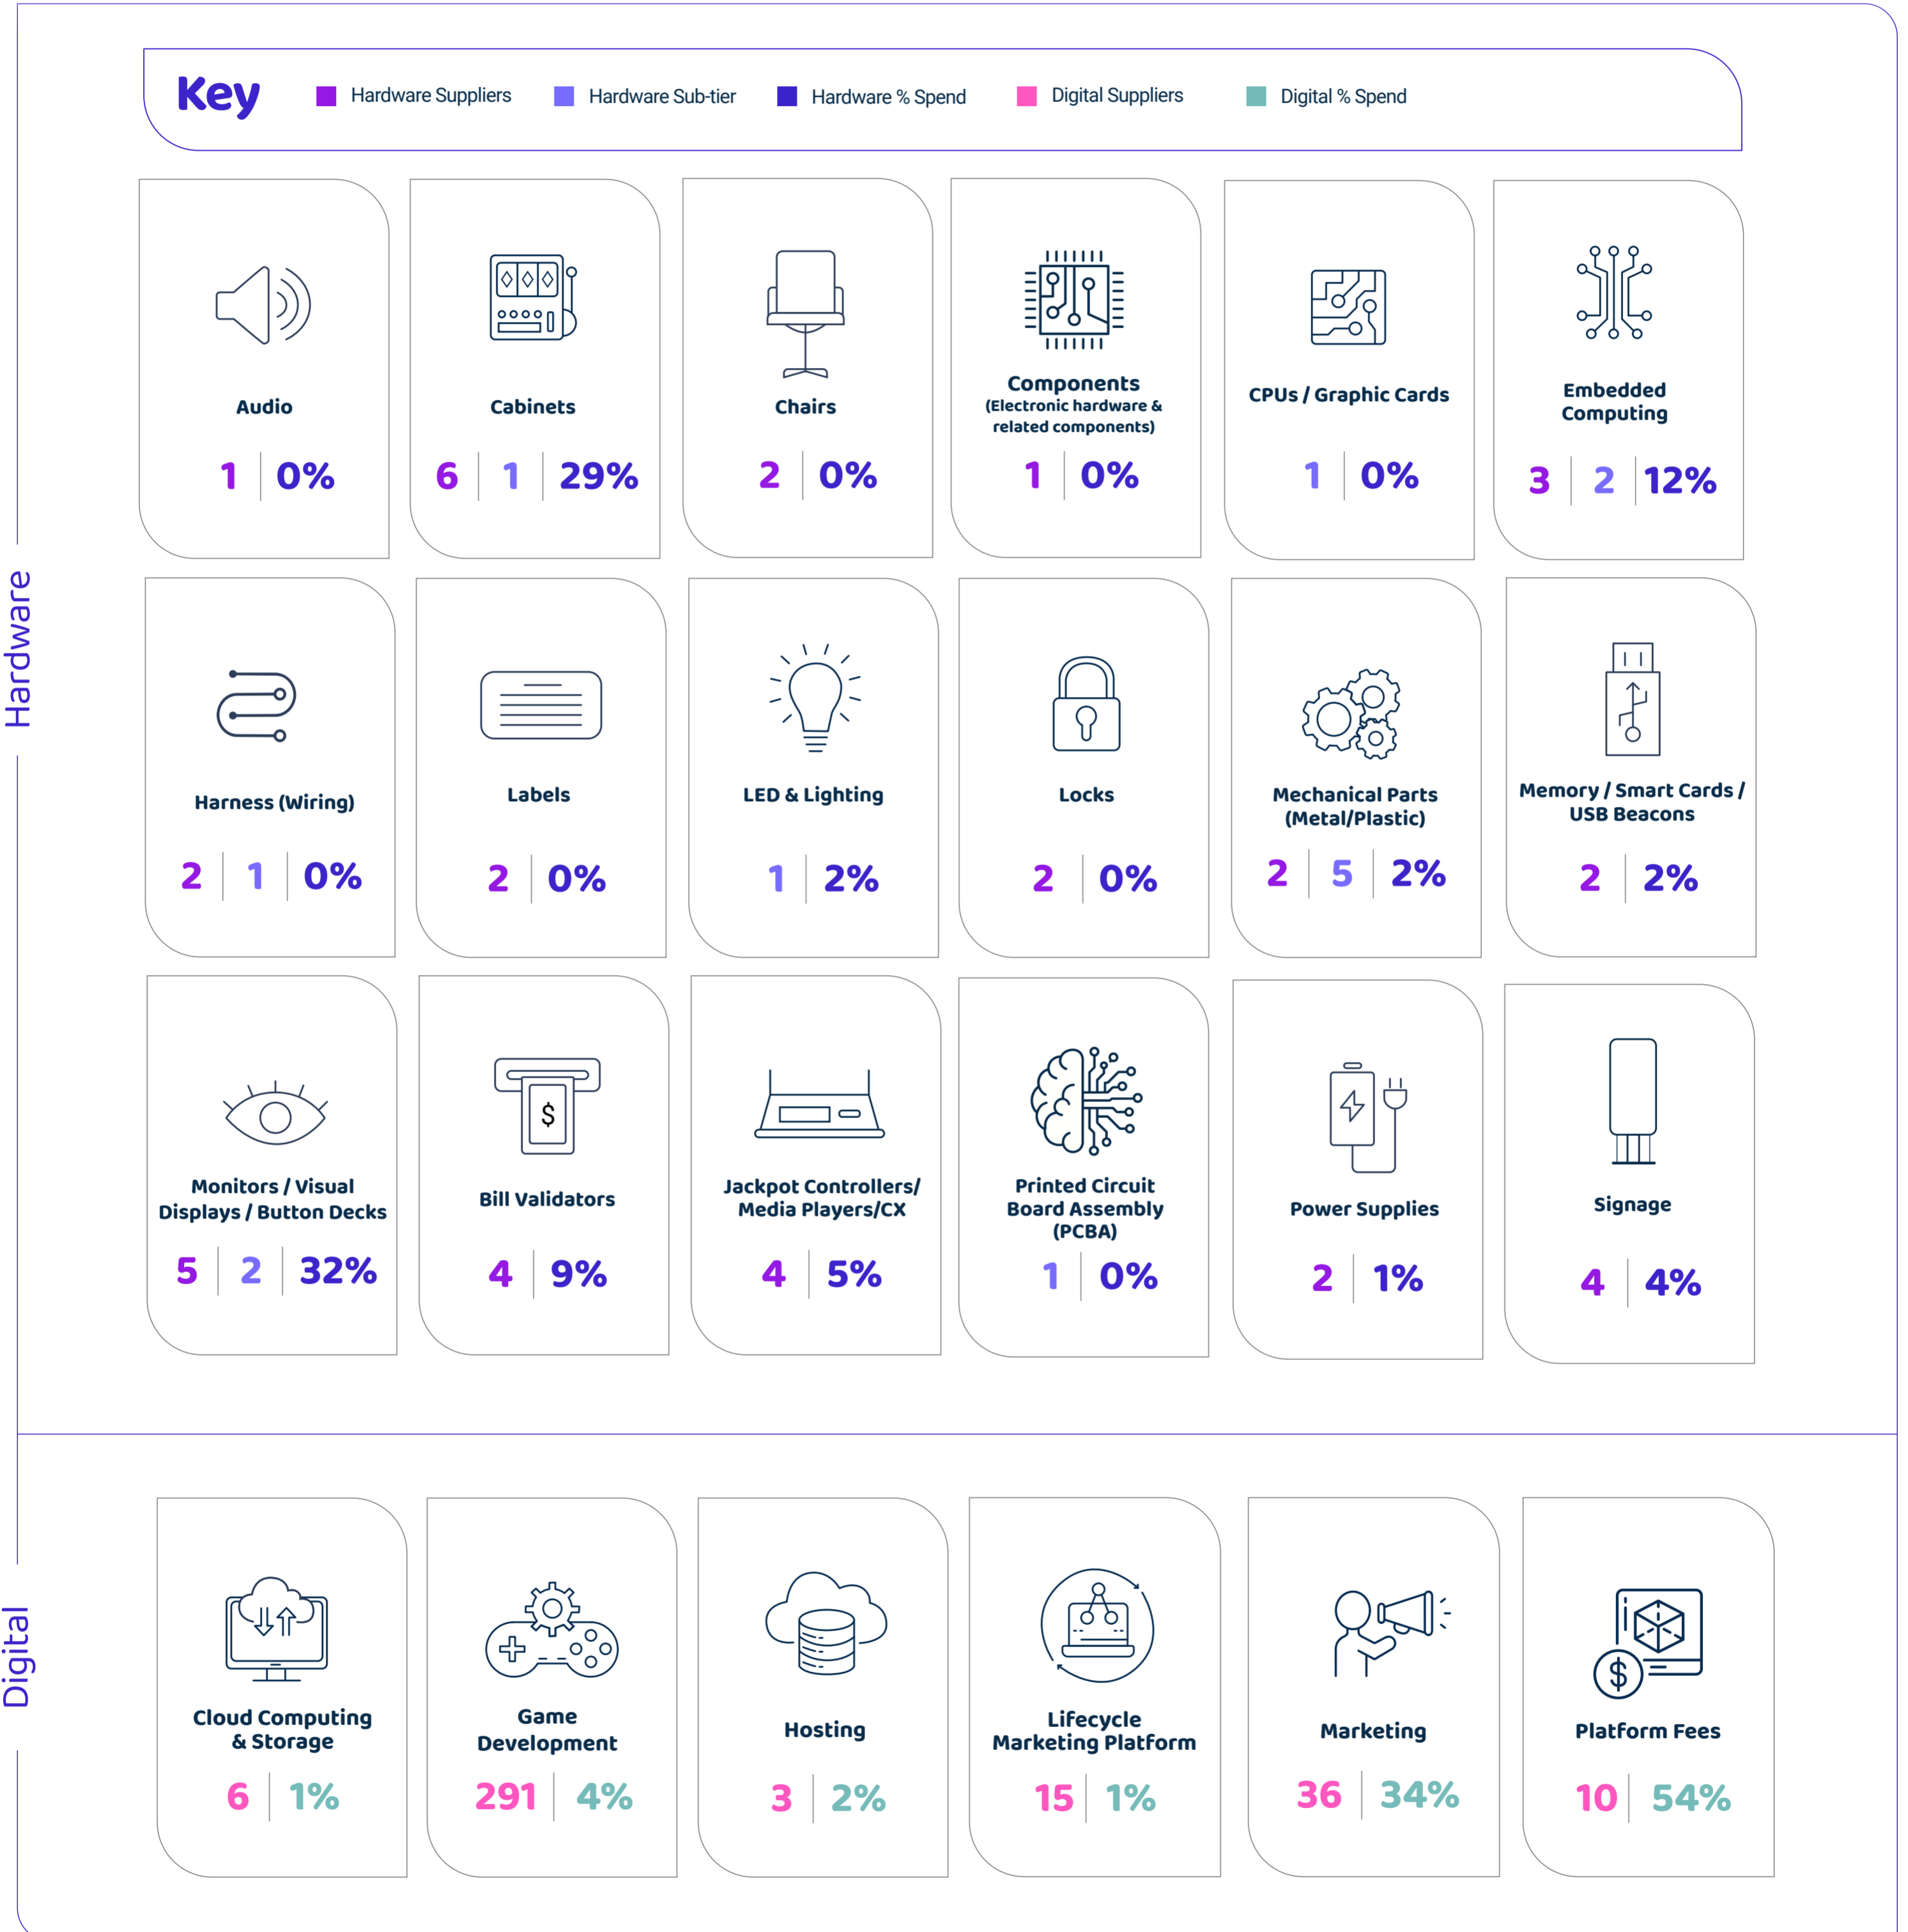 Key
Hardware Suppliers
Hardware Sub-tier
Hardware % Spend
Digital Suppliers
Digital % Spend
Hardware
Audio
1 0%
Cabinets
6 1 29%
Chairs
2 0%
Components
(Electronic hardware &
related components)
1 0%
CPUs / Graphic Cards
1 0%
Embedded
Computing
3 2 12%
Harness (Wiring)
2 1 0%
Labels
2 0%
LED & Lighting
1 2%
Locks
2 0%
Mechanical Parts
(Metal/Plastic)
2 5 2%
Memory / Smart Cards /
USB Beacons
2 2%
Monitors / Visual
Displays / Button Decks
5 2 32%
$
Bill Validators
4 9%
Jackpot Controllers/
Media Players/CX
4 5%
Printed Circuit
Board Assembly
(PCBA)
1 0%
Power Supplies
2 1%
Signage
4 4%
Digital
Cloud Computing
& Storage
6 1%
Game
Development
291 4%
Hosting
3 2%
Lifecycle
Marketing Platform
15 1%
Marketing
36 34%
$
Platform Fees
10 54%